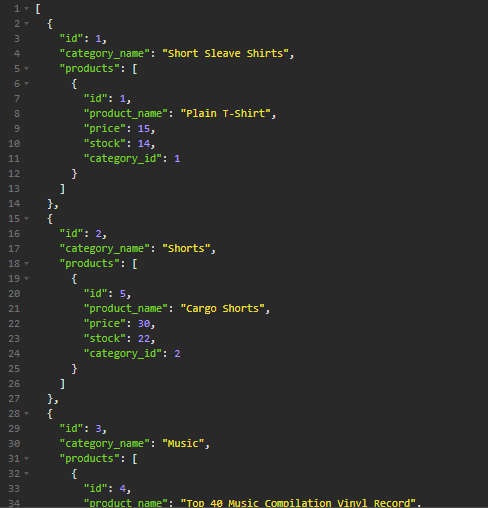 1 [
2 {
3 "id": 1,
4 "category_name": "Short Sleave Shirts",
5 "products": [
6 {
7 "id": 1,
8 "product_name": "Plain T-Shirt",
9 "price": 15,
10 "stock": 14,
11 "category_id": 1
12 }
13 ]
14 },
15 {
16 "id": 2,
17 "category_name": "Shorts",
18 "products": [
19 {
20 "id": 5,
21 "product_name": "Cargo Shorts",
22 "price": 30,
23 "stock": 22,
24 "category_id": 2
25 }
26 ]
27 },
28 {
29 "id": 3,
30 "category_name": "Music",
31 "products": [
32 {
33 "id": 4,
34 "product_name": "Top 40 Music Compilation Vinyl Record",